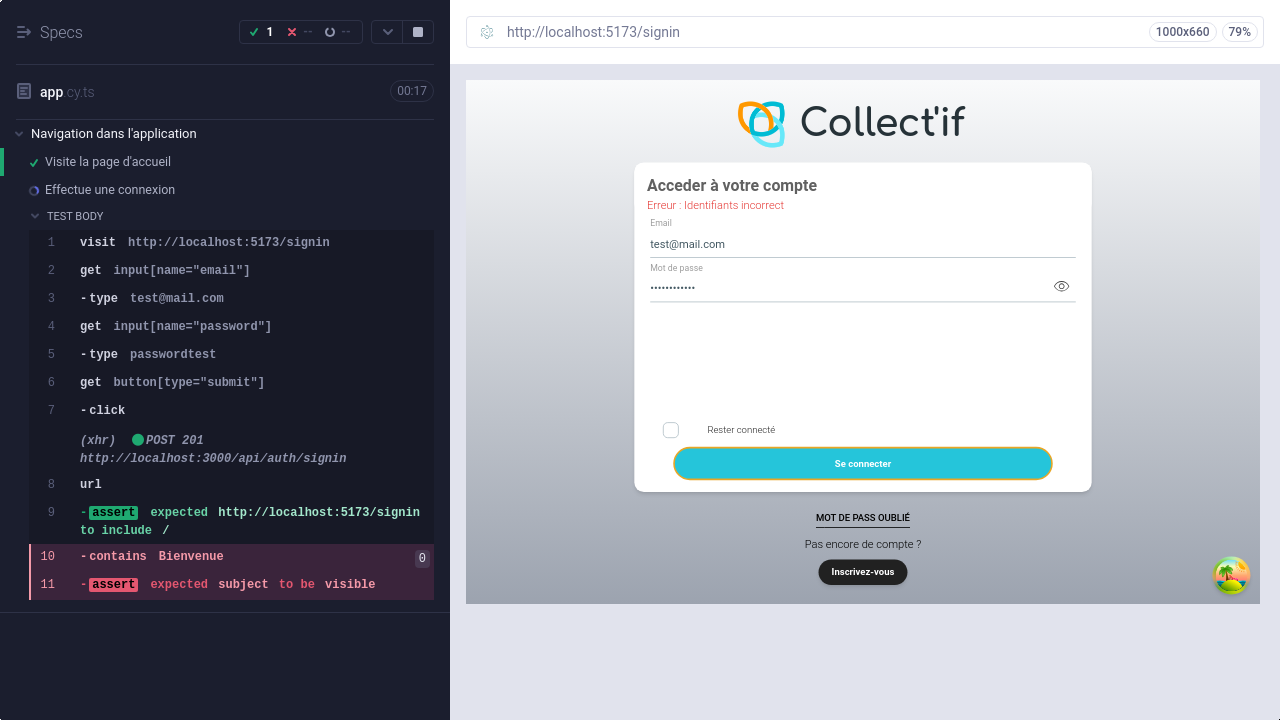 Specs
1
--
--
app.cy.ts
00:17
Navigation dans l'application
Visite la page d'accueil
Effectue une connexion
TEST BODY
1 visit http://localhost:5173/signin
2 get input[name="email"]
3 -type test@mail.com
4 get input[name="password"]
5 -type passwordtest
6 get button[type="submit"]
7 -click
(xhr) POST 201
http://localhost:3000/api/auth/signin
8 url
9 -assert expected http://localhost:5173/signin
to include /
10 -contains Bienvenue 0
11 -assert expected subject to be visible
http://localhost:5173/signin
1000x660
79%
Collect'if
Acceder à votre compte
Erreur : Identifiants incorrect
Email
test@mail.com
Mot de passe
••••••••••••
Rester connecté
Se connecter
MOT DE PASS OUBLIÉ
Pas encore de compte ?
Inscrivez-vous